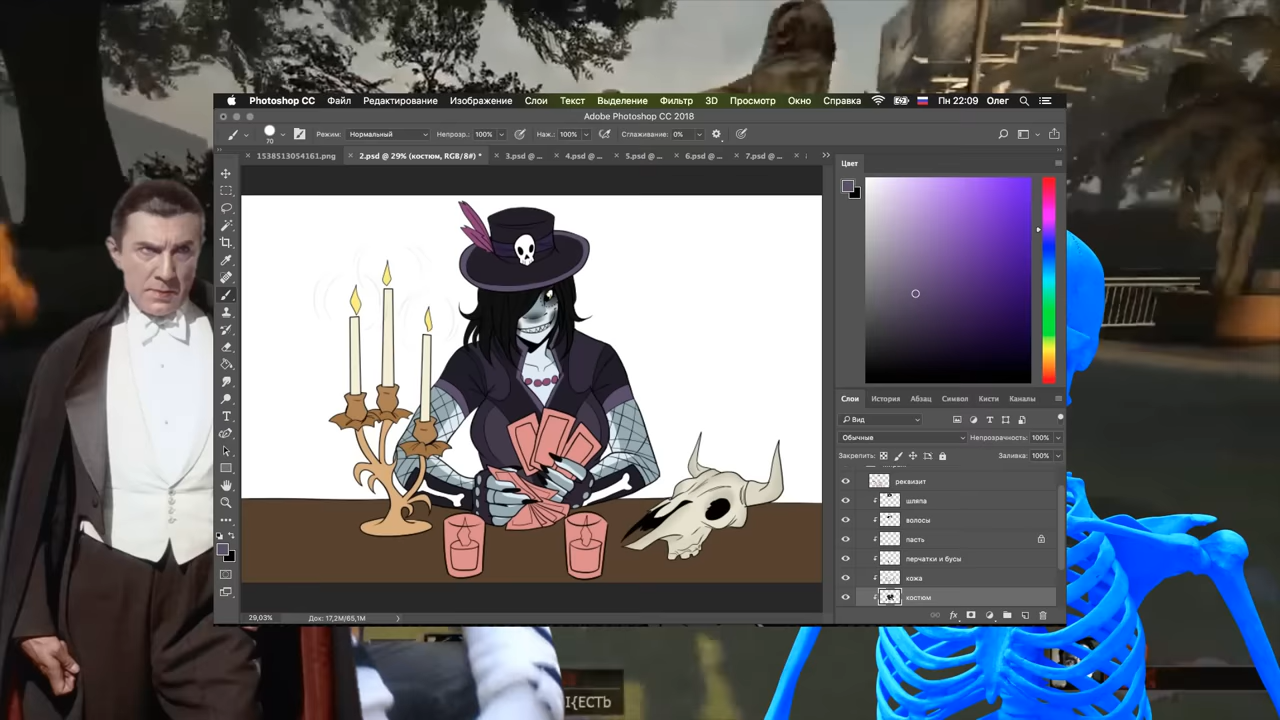 Photoshop CC Файл Редактирование Изображение Слои Текст Выделение Фильтр 3D Просмотр Окно Справка Пн 22:09 Олег
Adobe Photoshop CC 2018
70 Режим: Нормальный Непрозр.: 100% Наж.: 100% Сглаживание: 0%
1538513054161.png 2.psd @ 29% (костюм, RGB/8#) * 3.psd @ ... 4.psd @ ... 5.psd @ ... 6.psd @ ... 7.psd @ ...
Цвет
Слои История Абзац Символ Кисти Каналы
Вид
Обычные Непрозрачность: 100%
Закрепить: Заливка: 100%
реквизит
шляпа
волосы
пасть
перчатки и бусы
кожа
костюм
29,03% Док: 17,2M/65,1M